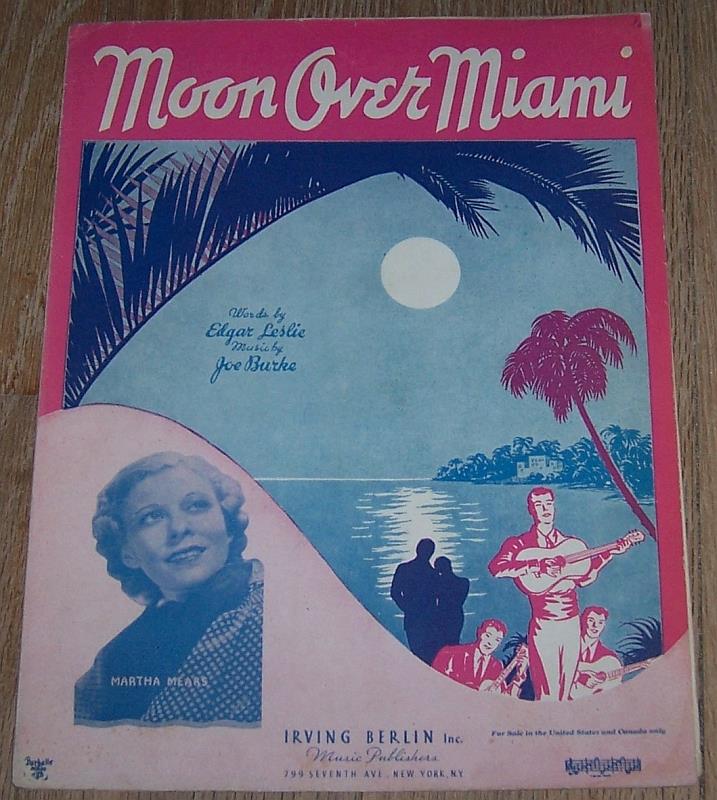 Moon Over Miami
Words by
Edgar Leslie
Music by
Joe Burke
MARTHA MEARS
IRVING BERLIN Inc.
Music Publishers
799 SEVENTH AVE., NEW YORK, N.Y.
For Sale in the United States and Canada only